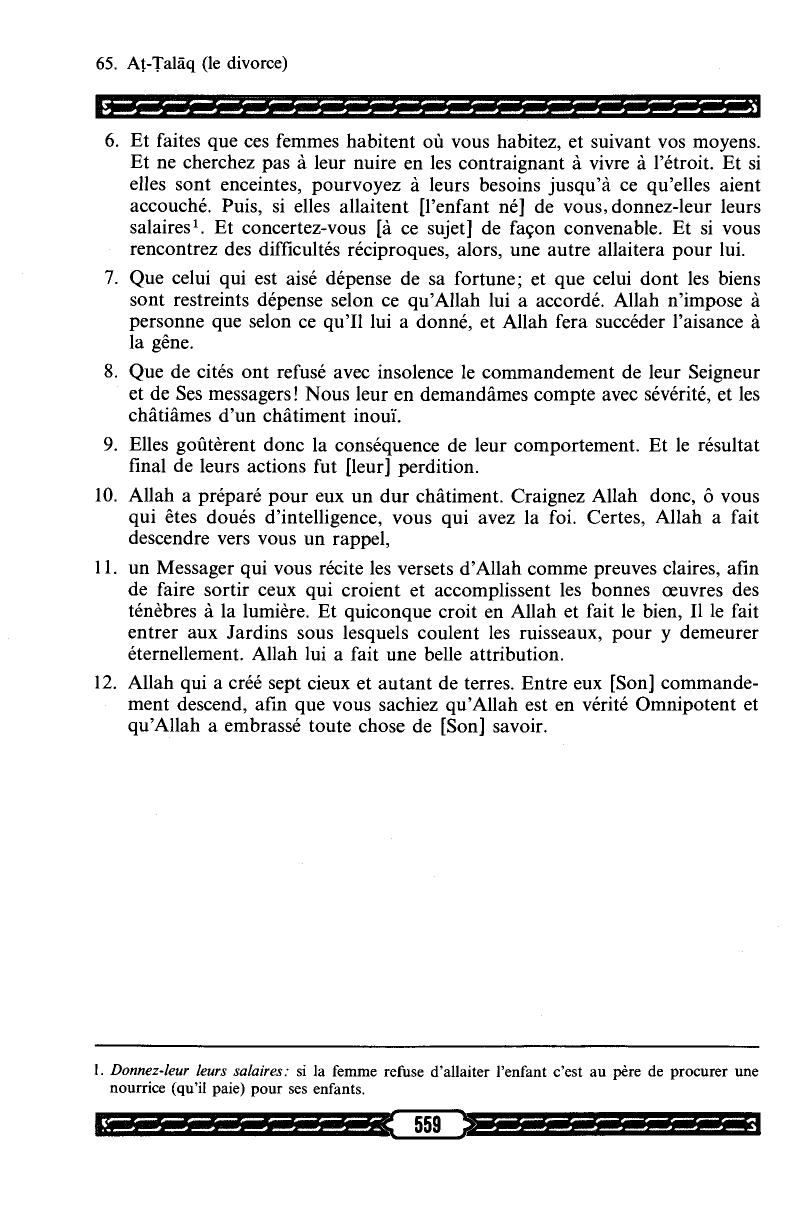 65. Aṭ-Ṭalāq (le divorce)
6. Et faites que ces femmes habitent où vous habitez, et suivant vos moyens.
Et ne cherchez pas à leur nuire en les contraignant à vivre à l'étroit. Et si
elles sont enceintes, pourvoyez à leurs besoins jusqu'à ce qu'elles aient
accouché. Puis, si elles allaitent [l'enfant né] de vous, donnez-leur leurs
salaires¹. Et concertez-vous [à ce sujet] de façon convenable. Et si vous
rencontrez des difficultés réciproques, alors, une autre allaitera pour lui.
7. Que celui qui est aisé dépense de sa fortune; et que celui dont les biens
sont restreints dépense selon ce qu'Allah lui a accordé. Allah n'impose à
personne que selon ce qu'Il lui a donné, et Allah fera succéder l'aisance à
la gêne.
8. Que de cités ont refusé avec insolence le commandement de leur Seigneur
et de Ses messagers! Nous leur en demandâmes compte avec sévérité, et les
châtiâmes d'un châtiment inouï.
9. Elles goûtèrent donc la conséquence de leur comportement. Et le résultat
final de leurs actions fut [leur] perdition.
10. Allah a préparé pour eux un dur châtiment. Craignez Allah donc, ô vous
qui êtes doués d'intelligence, vous qui avez la foi. Certes, Allah a fait
descendre vers vous un rappel,
11. un Messager qui vous récite les versets d'Allah comme preuves claires, afin
de faire sortir ceux qui croient et accomplissent les bonnes œuvres des
ténèbres à la lumière. Et quiconque croit en Allah et fait le bien, Il le fait
entrer aux Jardins sous lesquels coulent les ruisseaux, pour y demeurer
éternellement. Allah lui a fait une belle attribution.
12. Allah qui a créé sept cieux et autant de terres. Entre eux [Son] commande-
ment descend, afin que vous sachiez qu'Allah est en vérité Omnipotent et
qu'Allah a embrassé toute chose de [Son] savoir.
1. Donnez-leur leurs salaires: si la femme refuse d'allaiter l'enfant c'est au père de procurer une
nourrice (qu'il paie) pour ses enfants.
559